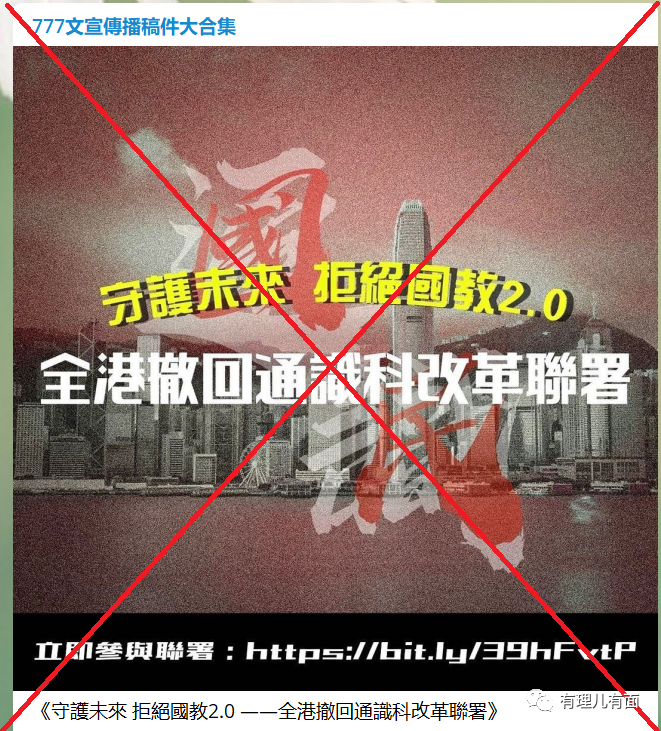 777文宣傳播稿件大合集
守護未來 拒絕國教2.0
全港撤回通識科改革聯署
立即參與聯署：https://bit.ly/39hFvtP
《守護未來 拒絕國教2.0 ——全港撤回通識科改革聯署》
有理儿有面